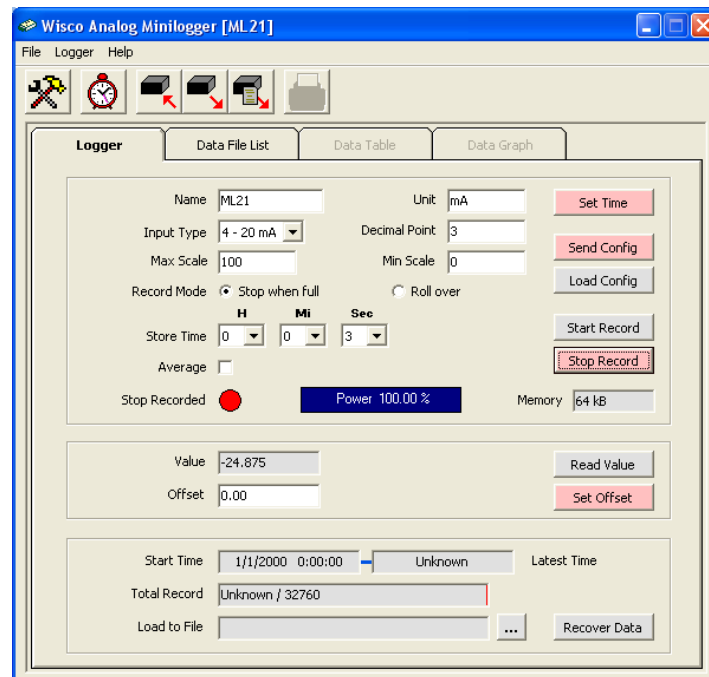 Wisco Analog Minilogger [ML21]
File Logger Help
Logger Data File List Data Table Data Graph
Name ML21 Unit mA Set Time
Input Type 4 - 20 mA Decimal Point 3 Send Config
Max Scale 100 Min Scale 0 Load Config
Record Mode Stop when full Roll over
H Mi Sec
Store Time 0 0 3 Start Record
Average Stop Record
Stop Recorded Power 100.00 % Memory 64 kB
Value -24.875 Read Value
Offset 0.00 Set Offset
Start Time 1/1/2000 0:00:00 Unknown Latest Time
Total Record Unknown / 32760
Load to File ... Recover Data